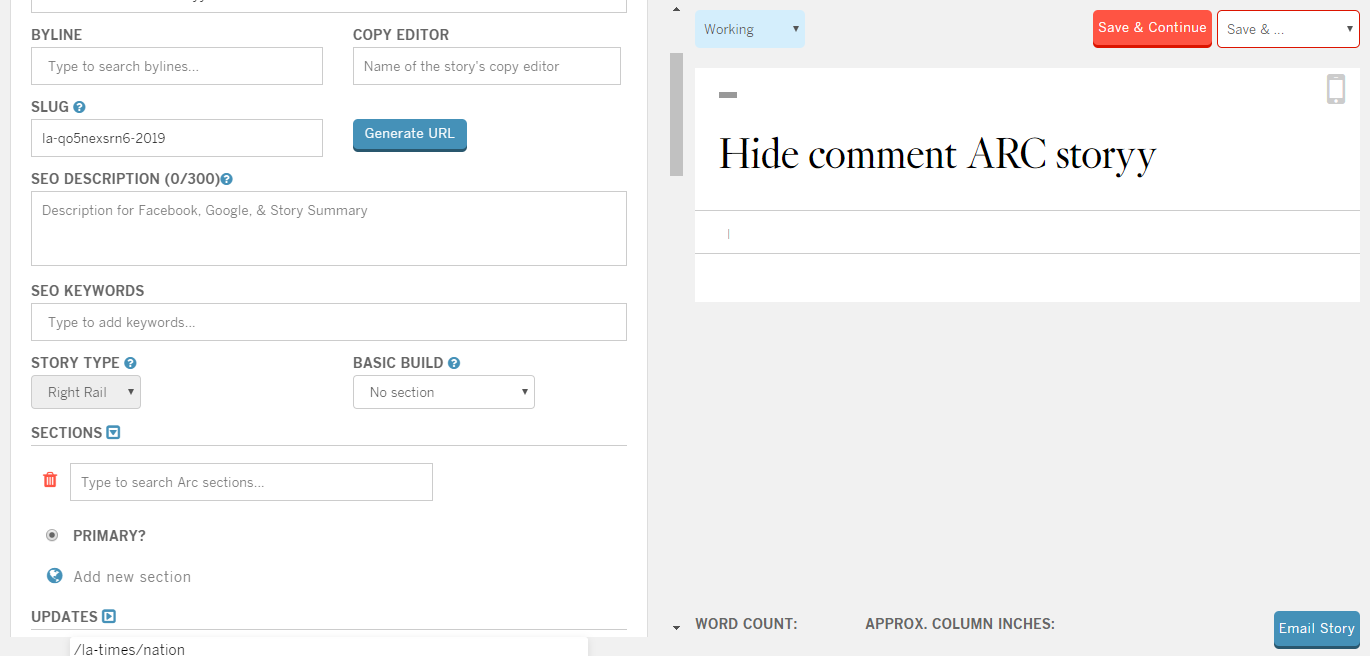 BYLINE
Type to search bylines...
COPY EDITOR
Name of the story's copy editor
SLUG
la-qo5nexsrn6-2019
Generate URL
SEO DESCRIPTION (0/300)
Description for Facebook, Google, & Story Summary
SEO KEYWORDS
Type to add keywords...
STORY TYPE
Right Rail
BASIC BUILD
No section
SECTIONS
Type to search Arc sections...
PRIMARY?
Add new section
UPDATES
/la-times/nation
Working
Save & Continue
Save & ...
Hide comment ARC storyy
WORD COUNT:
APPROX. COLUMN INCHES:
Email Story